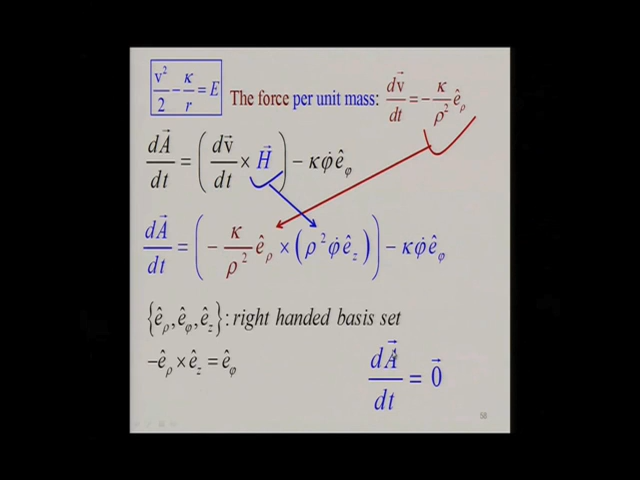 v²/2 − κ/r = E
The force per unit mass: dv⃗/dt = −κ/ρ² ê_ρ
dA⃗/dt = (dv⃗/dt × H⃗) − κφ̇ê_φ
dA⃗/dt = (−κ/ρ² ê_ρ × (ρ²φ̇ê_z)) − κφ̇ê_φ
{ê_ρ, ê_φ, ê_z}: right handed basis set
−ê_ρ × ê_z = ê_φ
dA⃗/dt = 0⃗
58